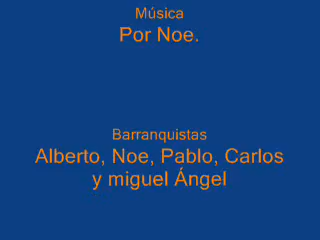 Música
Por Noe.
Barranquistas
Alberto, Noe, Pablo, Carlos
y miguel Ángel